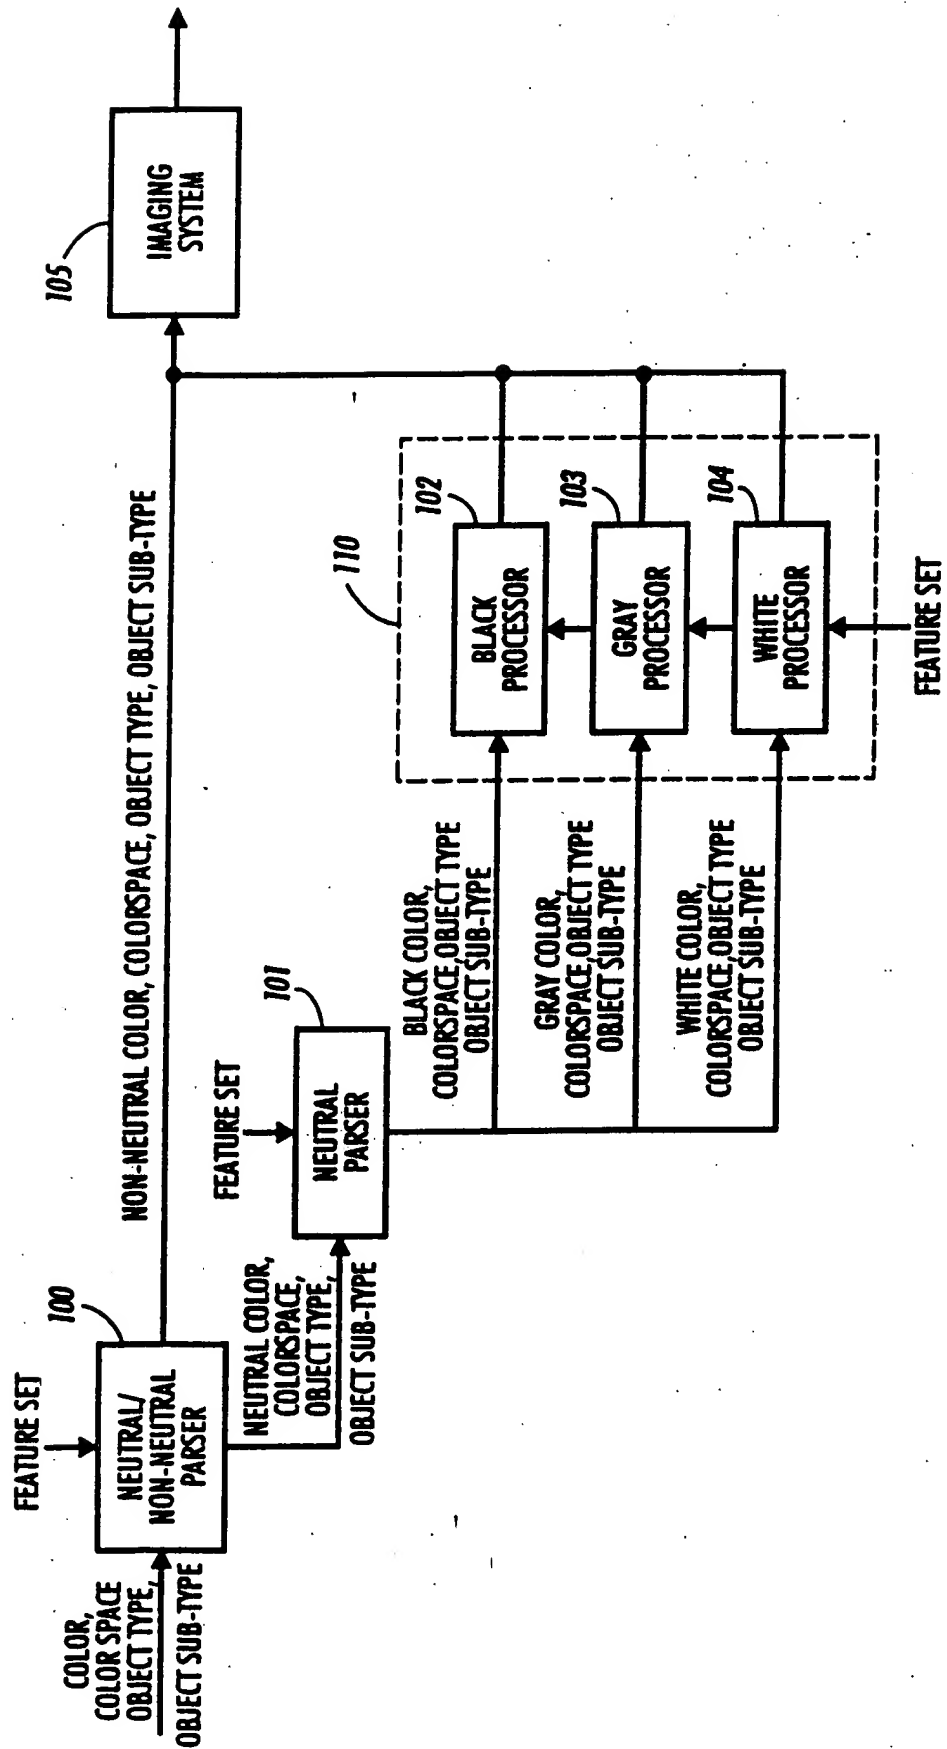 COLOR,
COLOR SPACE
OBJECT TYPE,
OBJECT SUB-TYPE
FEATURE SET
100
NEUTRAL/
NON-NEUTRAL
PARSER
NON-NEUTRAL COLOR, COLORSPACE, OBJECT TYPE, OBJECT SUB-TYPE
NEUTRAL COLOR,
COLORSPACE,
OBJECT TYPE,
OBJECT SUB-TYPE
FEATURE SET
101
NEUTRAL
PARSER
BLACK COLOR,
COLORSPACE,OBJECT TYPE
OBJECT SUB-TYPE
GRAY COLOR,
COLORSPACE,OBJECT TYPE
OBJECT SUB-TYPE
WHITE COLOR,
COLORSPACE,OBJECT TYPE
OBJECT SUB-TYPE
110
102
BLACK
PROCESSOR
103
GRAY
PROCESSOR
104
WHITE
PROCESSOR
FEATURE SET
105
IMAGING
SYSTEM